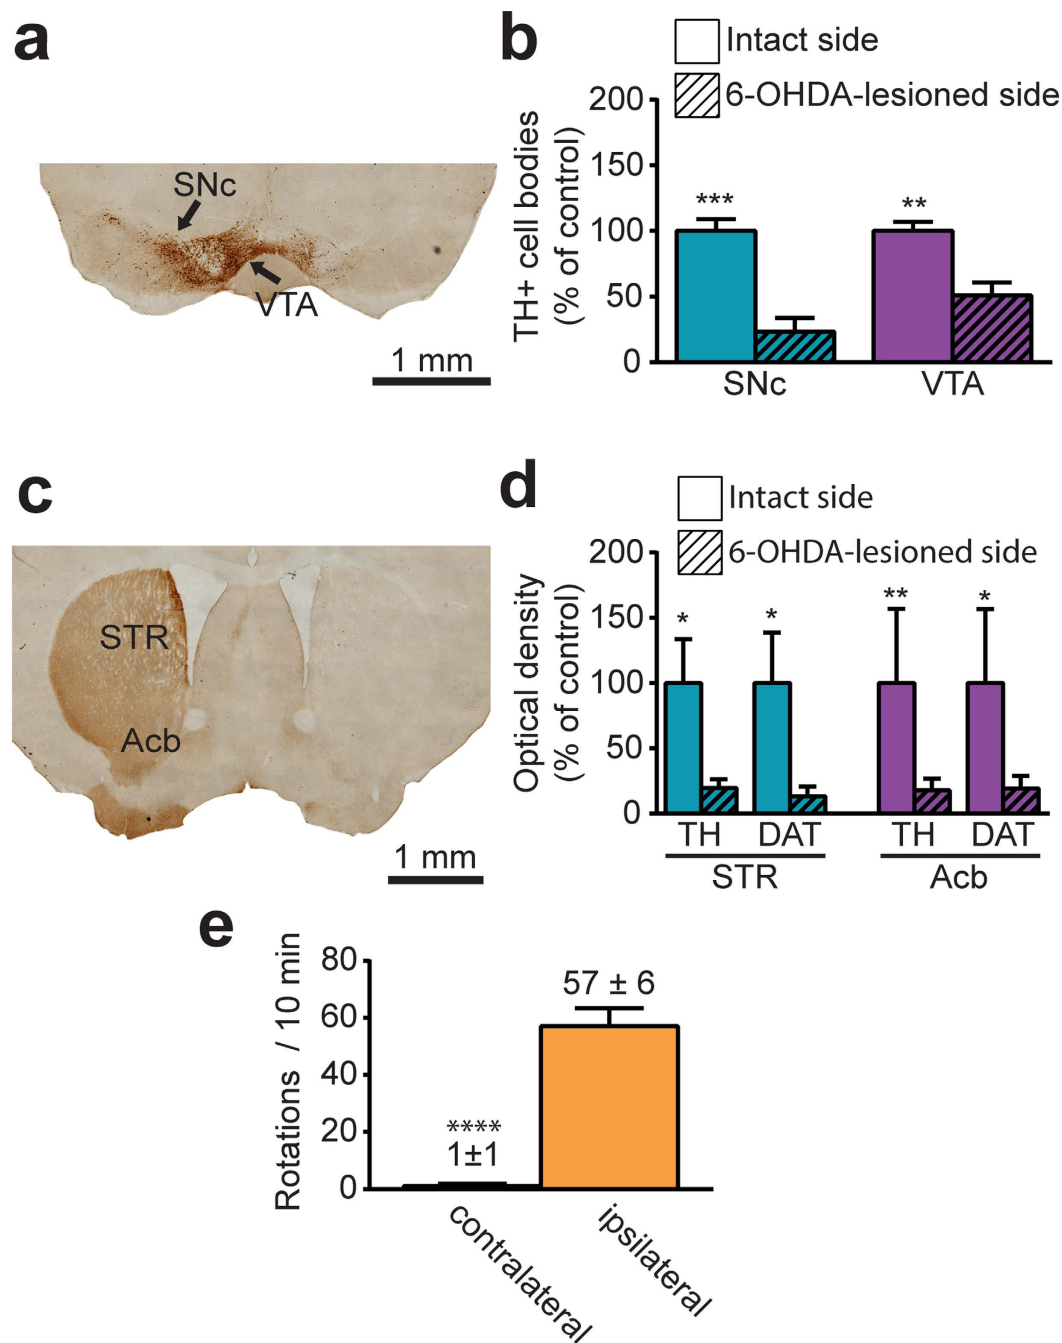 a
SNc
VTA
1 mm
b
Intact side
6-OHDA-lesioned side
TH+ cell bodies
(% of control)
200
150
100
50
0
***
**
SNc
VTA
c
STR
Acb
1 mm
d
Intact side
6-OHDA-lesioned side
Optical density
(% of control)
200
150
100
50
0
*
*
**
*
TH
DAT
TH
DAT
STR
Acb
e
Rotations / 10 min
80
60
40
20
0
****
1±1
57 ± 6
contralateral
ipsilateral